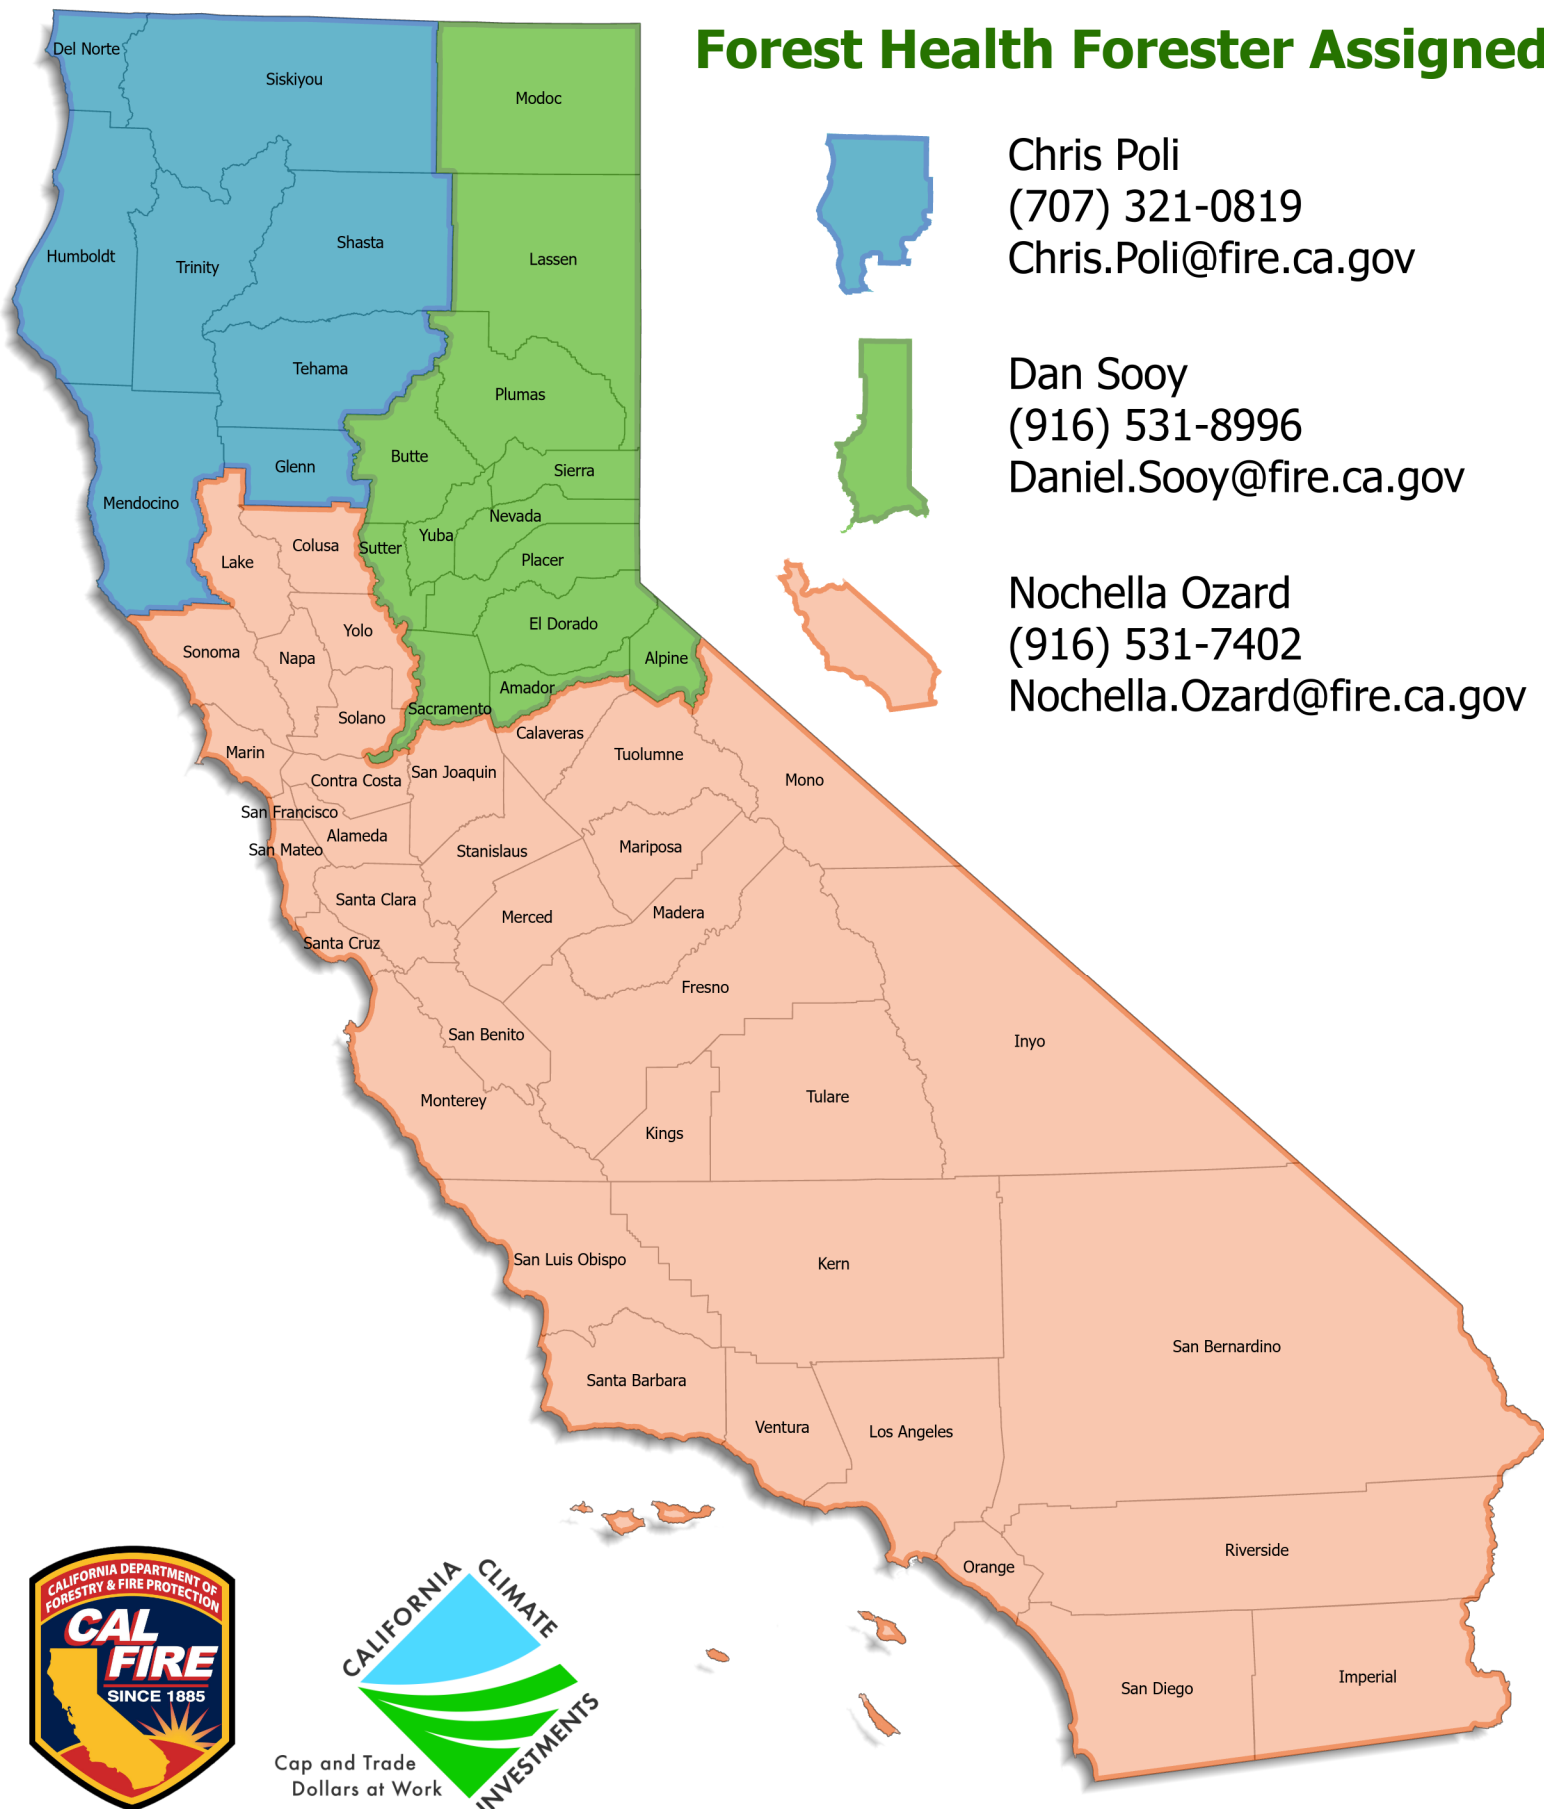 Forest Health Forester Assigned
Chris Poli
(707) 321-0819
Chris.Poli@fire.ca.gov
Dan Sooy
(916) 531-8996
Daniel.Sooy@fire.ca.gov
Nochella Ozard
(916) 531-7402
Nochella.Ozard@fire.ca.gov
Del Norte
Siskiyou
Modoc
Humboldt
Trinity
Shasta
Lassen
Tehama
Plumas
Butte
Glenn
Sierra
Mendocino
Nevada
Yuba
Sutter
Colusa
Lake
Placer
El Dorado
Yolo
Sonoma
Napa
Alpine
Amador
Sacramento
Solano
Calaveras
Marin
Tuolumne
San Joaquin
Contra Costa
Mono
San Francisco
Alameda
San Mateo
Stanislaus
Mariposa
Santa Clara
Merced
Madera
Santa Cruz
Fresno
San Benito
Inyo
Monterey
Tulare
Kings
San Luis Obispo
Kern
San Bernardino
Santa Barbara
Ventura
Los Angeles
Riverside
Orange
San Diego
Imperial
CALIFORNIA DEPARTMENT OF
FORESTRY & FIRE PROTECTION
CAL
FIRE
SINCE 1885
CALIFORNIA
CLIMATE
INVESTMENTS
Cap and Trade
Dollars at Work